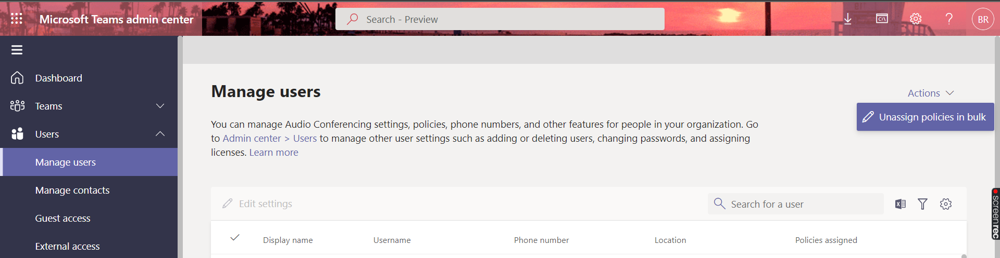 Microsoft Teams admin center
Search - Preview
C:\
BR
Dashboard
Teams
Users
Manage users
Manage contacts
Guest access
External access
Manage users
Actions
Unassign policies in bulk
You can manage Audio Conferencing settings, policies, phone numbers, and other features for people in your organization. Go
to Admin center > Users to manage other user settings such as adding or deleting users, changing passwords, and assigning
licenses. Learn more
Edit settings
Search for a user
Display name Username Phone number Location Policies assigned
screenrec